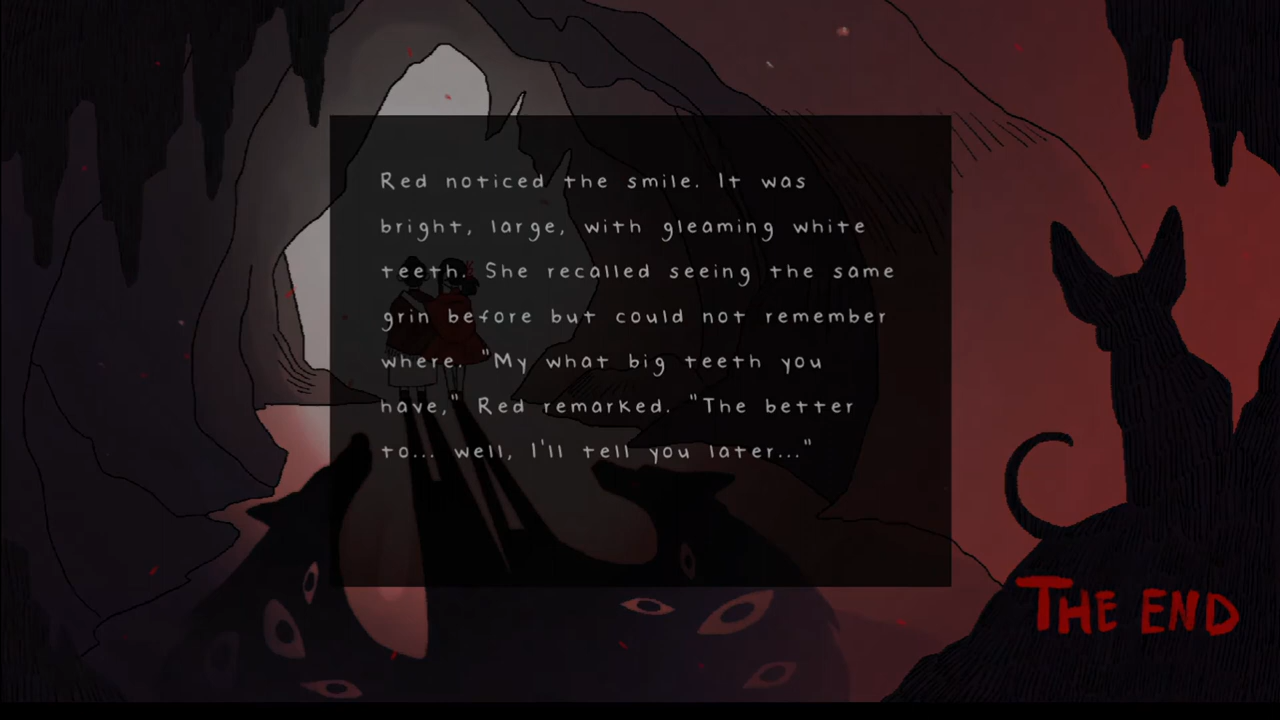 Red noticed the smile. It was
bright, large, with gleaming white
teeth. She recalled seeing the same
grin before but could not remember
where. "My what big teeth you
have," Red remarked. "The better
to... well, I'll tell you later..."
THE END